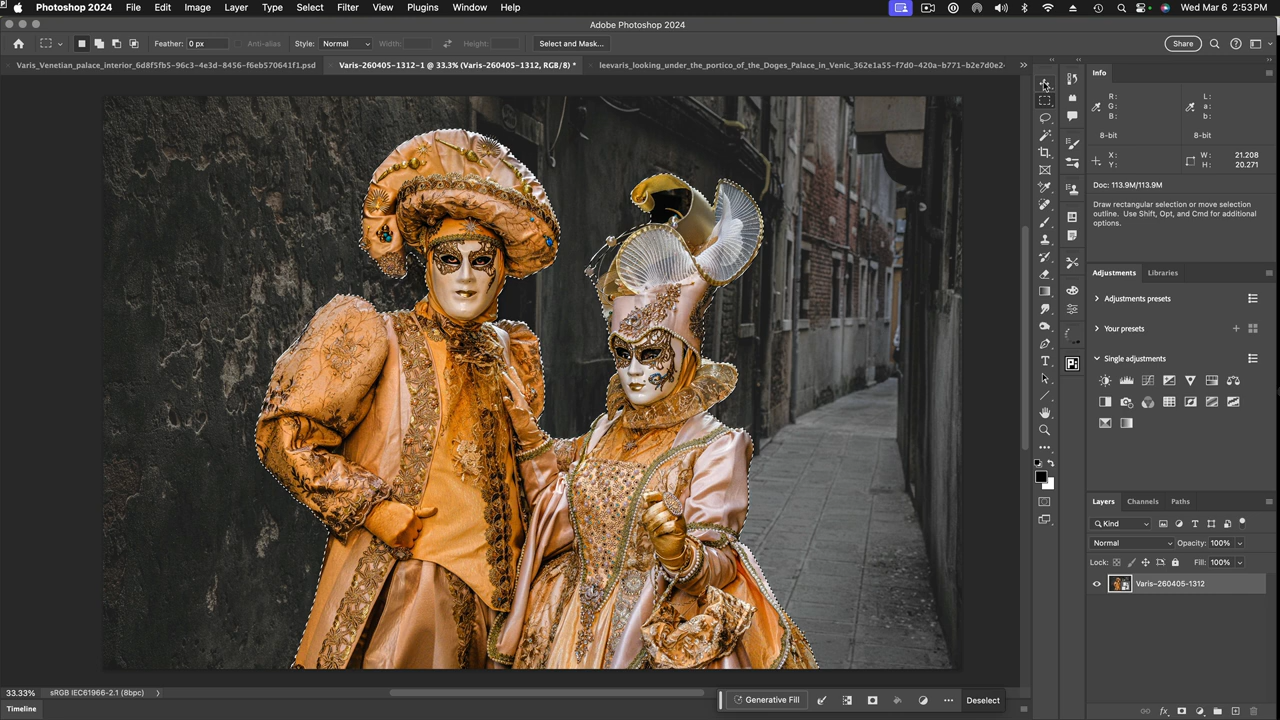 Photoshop 2024 File Edit Image Layer Type Select Filter View Plugins Window Help Wed Mar 6 2:53 PM
Adobe Photoshop 2024
Feather: 0 px Anti-alias Style: Normal Width: Height: Select and Mask... Share
Varis_Venetian_palace_interior_6d8f5fb5-96c3-4e3d-8456-f6eb570641f1.psd Varis-260405-1312-1 @ 33.3% (Varis-260405-1312, RGB/8) * leevaris_looking_under_the_portico_of_the_Doges_Palace_in_Venic_362e1a55-f7d0-420a-b771-b2e7d0e2
Info
R: L:
G: a:
B: b:
8-bit 8-bit
X: W: 21.208
Y: H: 20.271
Doc: 113.9M/113.9M
Draw rectangular selection or move selection
outline. Use Shift, Opt, and Cmd for additional
options.
Adjustments Libraries
Adjustments presets
Your presets
Single adjustments
Layers Channels Paths
Kind
Normal Opacity: 100%
Lock: Fill: 100%
Varis-260405-1312
33.33% sRGB IEC61966-2.1 (8bpc)
Generative Fill Deselect
Timeline